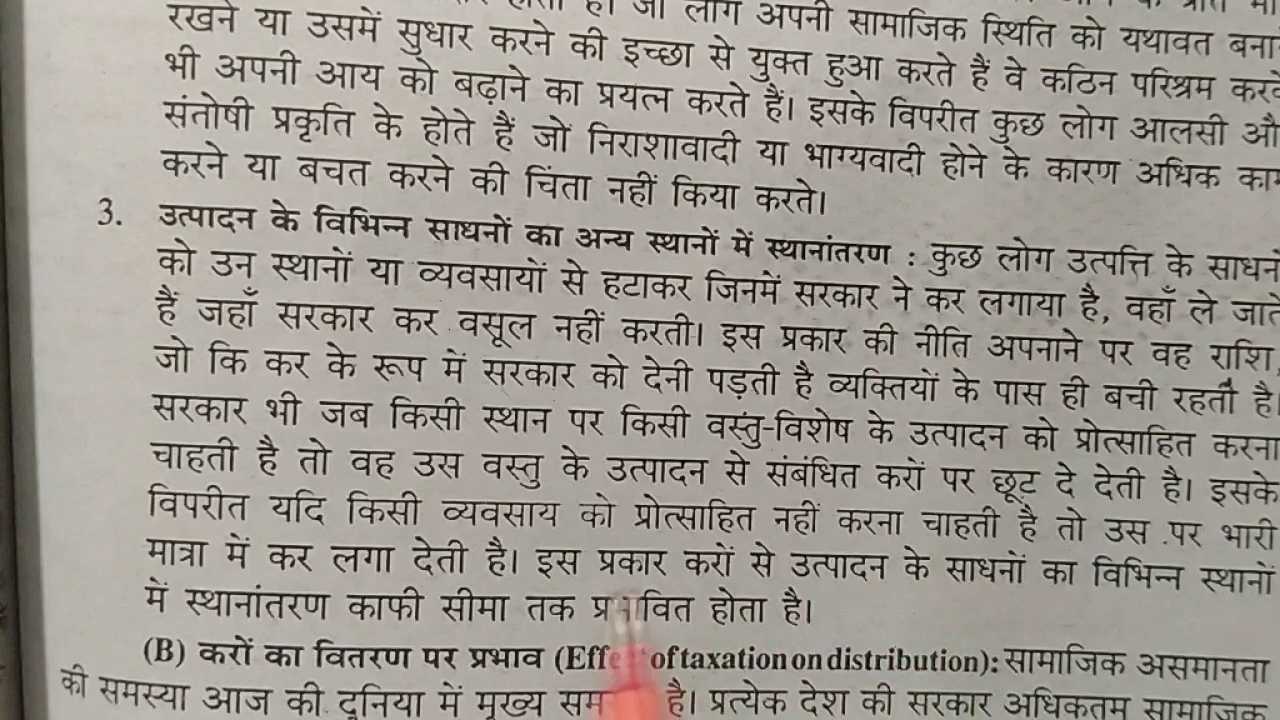 जो लोग अपनी सामाजिक स्थिति को यथावत
रखने या उसमें सुधार करने की इच्छा से युक्त हुआ करते हैं वे कठिन परिश्रम
भी अपनी आय को बढ़ाने का प्रयत्न करते हैं। इसके विपरीत कुछ लोग आलसी
संतोषी प्रकृति के होते हैं जो निराशावादी या भाग्यवादी होने के कारण अधिक
करने या बचत करने की चिंता नहीं किया करते।
3. उत्पादन के विभिन्न साधनों का अन्य स्थानों में स्थानांतरण : कुछ लोग उत्पत्ति के
को उन स्थानों या व्यवसायों से हटाकर जिनमें सरकार ने कर लगाया है, वहाँ ले
हैं जहाँ सरकार कर वसूल नहीं करती। इस प्रकार की नीति अपनाने पर वह राशि,
जो कि कर के रूप में सरकार को देनी पड़ती है व्यक्तियों के पास ही बची रहती है।
सरकार भी जब किसी स्थान पर किसी वस्तु-विशेष के उत्पादन को प्रोत्साहित करना
चाहती है तो वह उस वस्तु के उत्पादन से संबंधित करों पर छूट दे देती है। इसके
विपरीत यदि किसी व्यवसाय को प्रोत्साहित नहीं करना चाहती है तो उस पर भारी
मात्रा में कर लगा देती है। इस प्रकार करों से उत्पादन के साधनों का विभिन्न स्थानों
में स्थानांतरण काफी सीमा तक प्रभावित होता है।
(B) करों का वितरण पर प्रभाव (Effect of taxation on distribution): सामाजिक असमानता
की समस्या आज की दुनिया में मुख्य है। प्रत्येक देश की सरकार अधिकतम सामाजिक